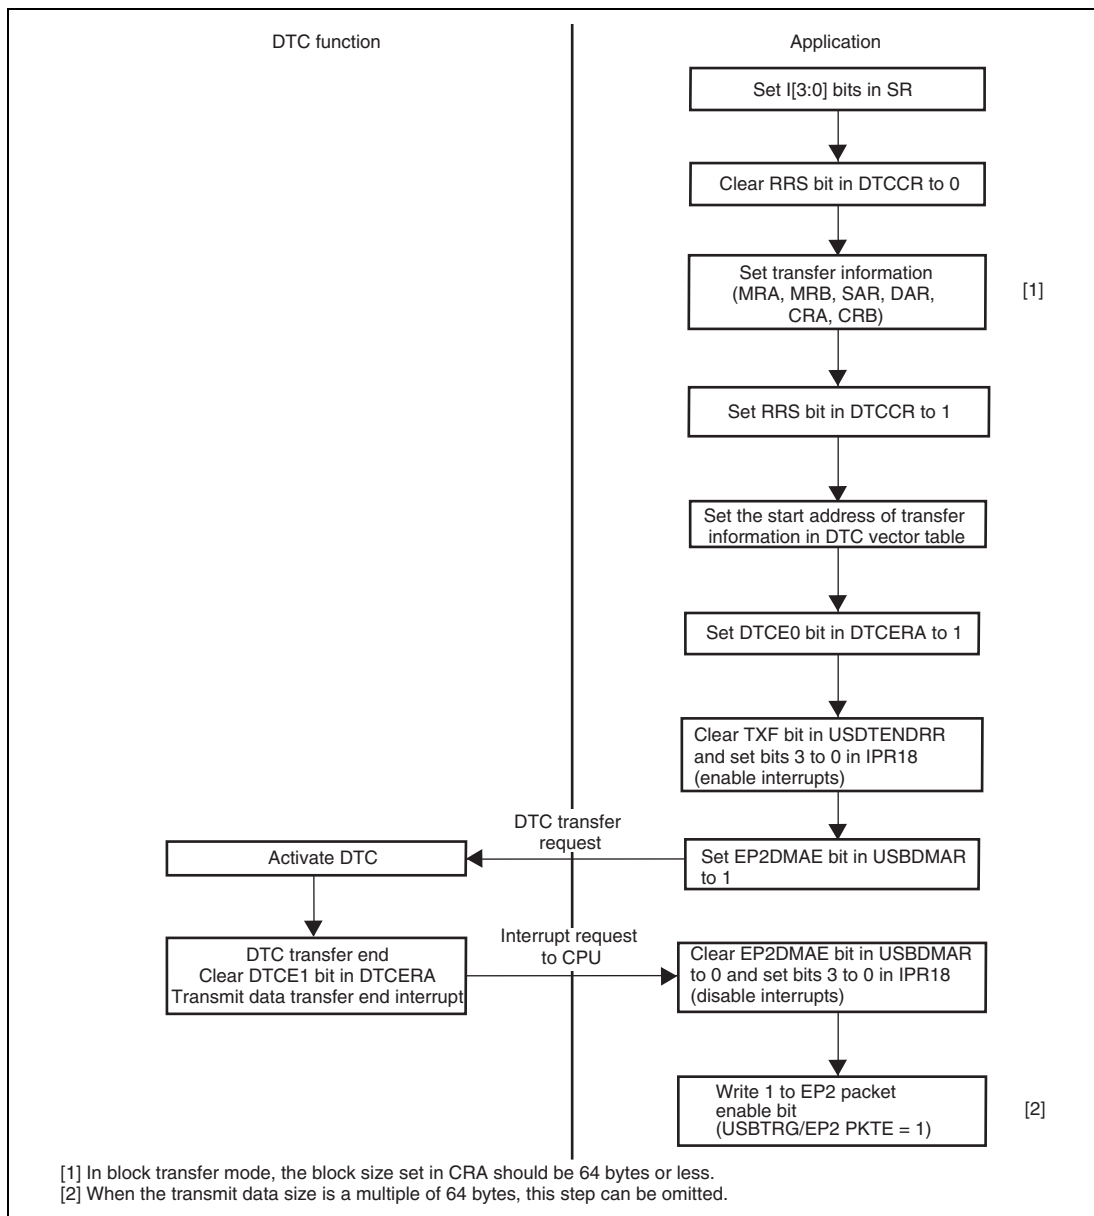 DTC function
Application
Set I[3:0] bits in SR
Clear RRS bit in DTCCR to 0
Set transfer information
(MRA, MRB, SAR, DAR,
CRA, CRB)
[1]
Set RRS bit in DTCCR to 1
Set the start address of transfer
information in DTC vector table
Set DTCE0 bit in DTCERA to 1
Clear TXF bit in USDTENDRR
and set bits 3 to 0 in IPR18
(enable interrupts)
DTC transfer
request
Activate DTC
Set EP2DMAE bit in USBDMAR
to 1
DTC transfer end
Clear DTCE1 bit in DTCERA
Transmit data transfer end interrupt
Interrupt request
to CPU
Clear EP2DMAE bit in USBDMAR
to 0 and set bits 3 to 0 in IPR18
(disable interrupts)
Write 1 to EP2 packet
enable bit
(USBTRG/EP2 PKTE = 1)
[2]
[1] In block transfer mode, the block size set in CRA should be 64 bytes or less.
[2] When the transmit data size is a multiple of 64 bytes, this step can be omitted.